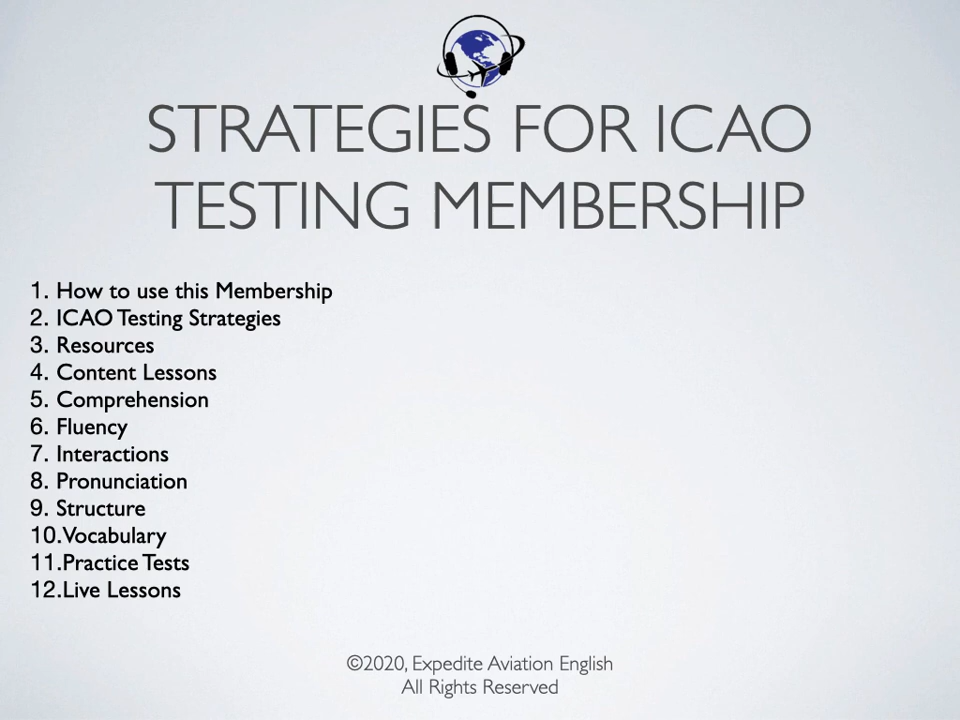 STRATEGIES FOR ICAO
TESTING MEMBERSHIP
1. How to use this Membership
2. ICAO Testing Strategies
3. Resources
4. Content Lessons
5. Comprehension
6. Fluency
7. Interactions
8. Pronunciation
9. Structure
10.Vocabulary
11.Practice Tests
12.Live Lessons
©2020, Expedite Aviation English
All Rights Reserved